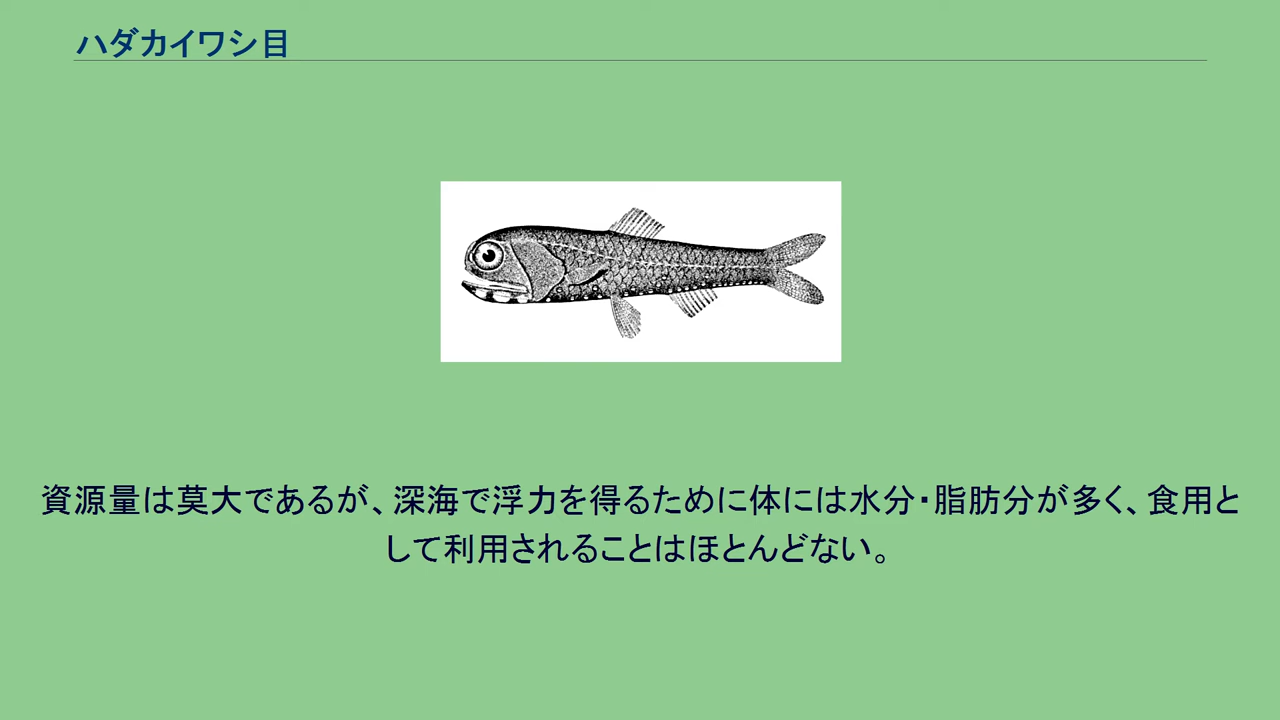 ハダカイワシ目
資源量は莫大であるが、深海で浮力を得るために体には水分・脂肪分が多く、食用と
して利用されることはほとんどない。